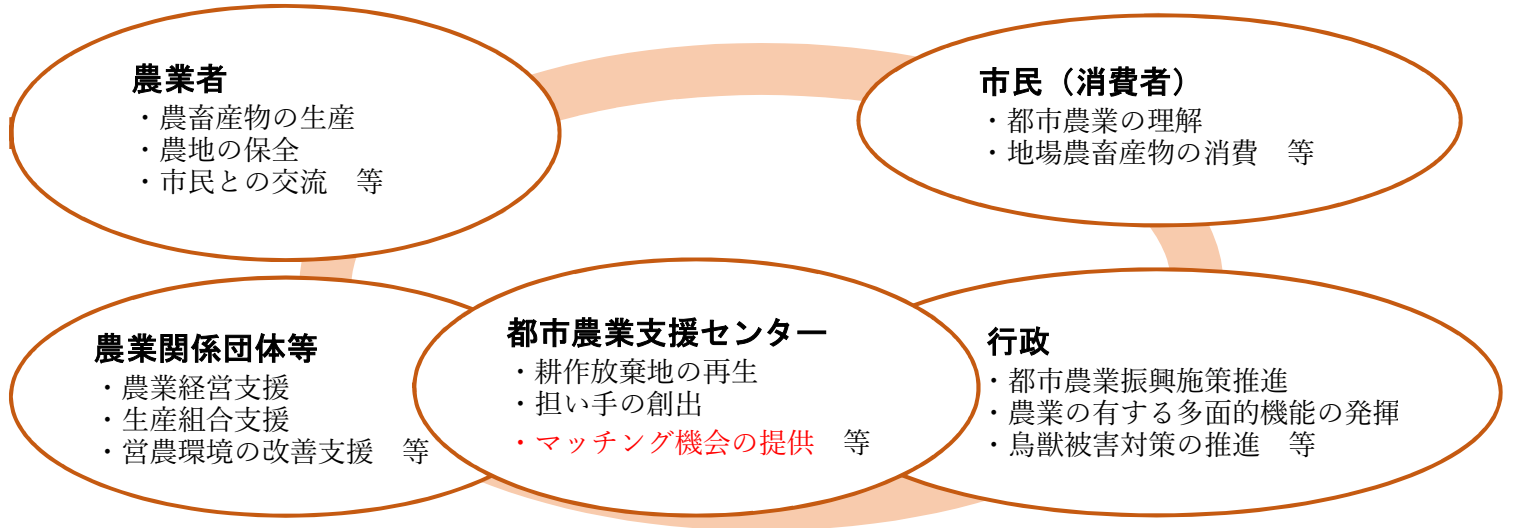 農業者
・農畜産物の生産
・農地の保全
・市民との交流　等
市民（消費者）
・都市農業の理解
・地場農畜産物の消費　等
農業関係団体等
・農業経営支援
・生産組合支援
・営農環境の改善支援　等
都市農業支援センター
・耕作放棄地の再生
・担い手の創出
・マッチング機会の提供　等
行政
・都市農業振興施策推進
・農業の有する多面的機能の発揮
・鳥獣被害対策の推進　等